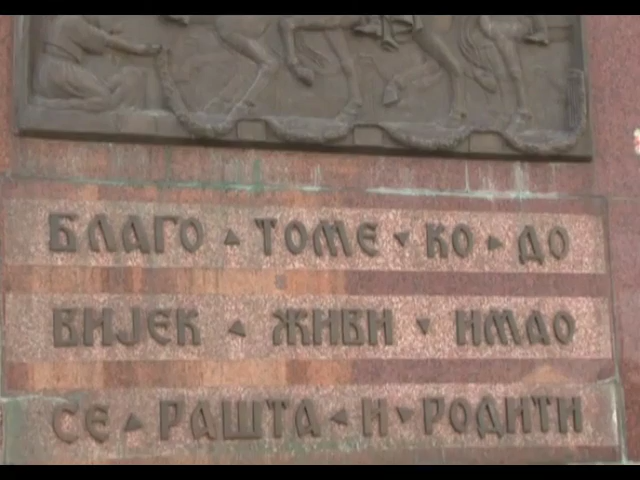 БЛАГО ТОМЕ КО ДО
ВИЈЕК ЖИВИ ИМАО
СЕ РАШТА И РОДИТИ